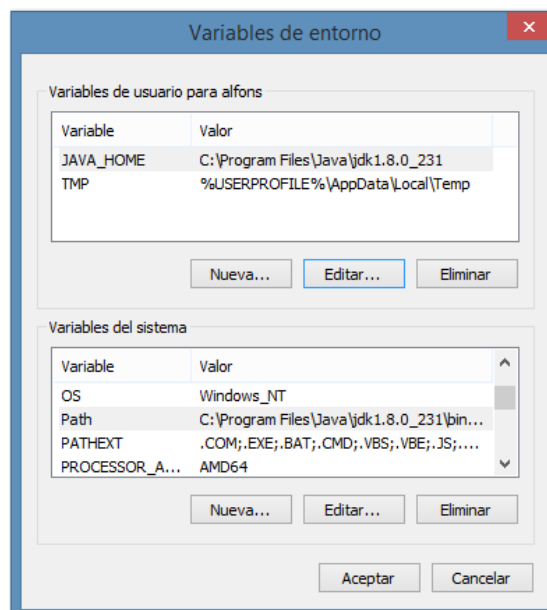 Variables de entorno
Variables de usuario para alfons
Variable Valor
JAVA_HOME C:\Program Files\Java\jdk1.8.0_231
TMP %USERPROFILE%\AppData\Local\Temp
Nueva... Editar... Eliminar
Variables del sistema
Variable Valor
OS Windows_NT
Path C:\Program Files\Java\jdk1.8.0_231\bin...
PATHEXT .COM;.EXE;.BAT;.CMD;.VBS;.VBE;.JS;....
PROCESSOR_A... AMD64
Nueva... Editar... Eliminar
Aceptar Cancelar